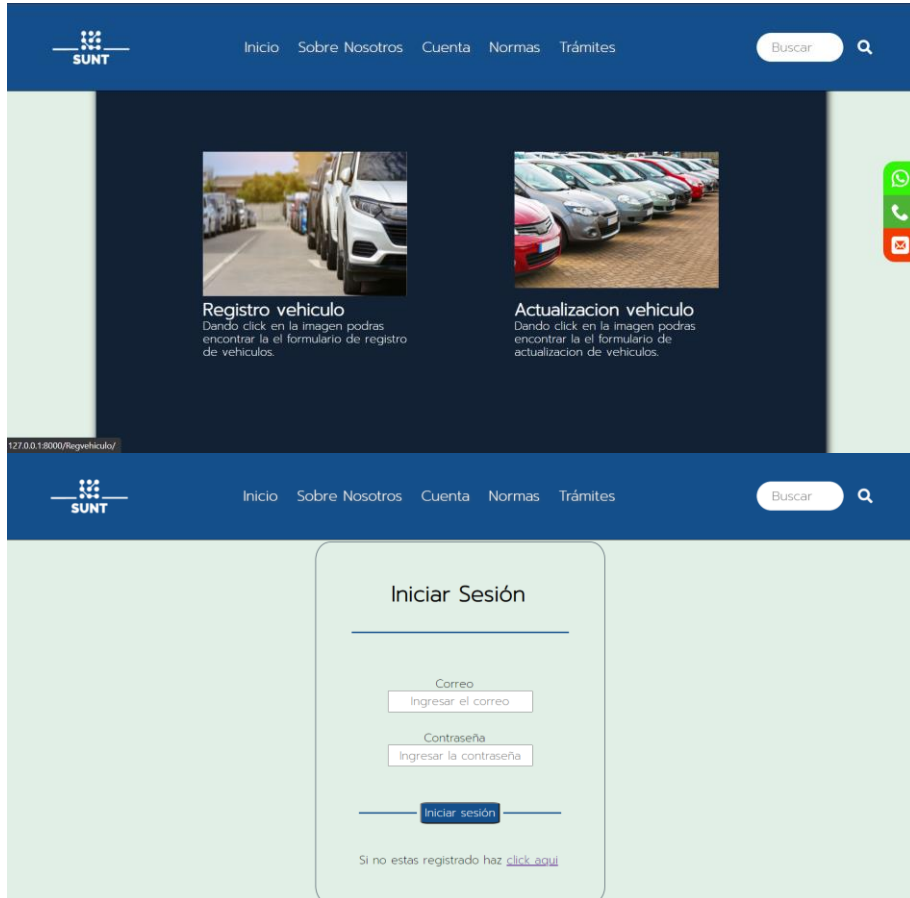 SUNT
Inicio Sobre Nosotros Cuenta Normas Trámites
Buscar
Registro vehiculo
Dando click en la imagen podras
encontrar la el formulario de registro
de vehiculos.
Actualizacion vehiculo
Dando click en la imagen podras
encontrar la el formulario de
actualizacion de vehiculos.
127.0.0.1:8000/Regvehiculo/
SUNT
Inicio Sobre Nosotros Cuenta Normas Trámites
Buscar
Iniciar Sesión
Correo
Ingresar el correo
Contraseña
Ingresar la contraseña
Iniciar sesión
Si no estas registrado haz click aqui